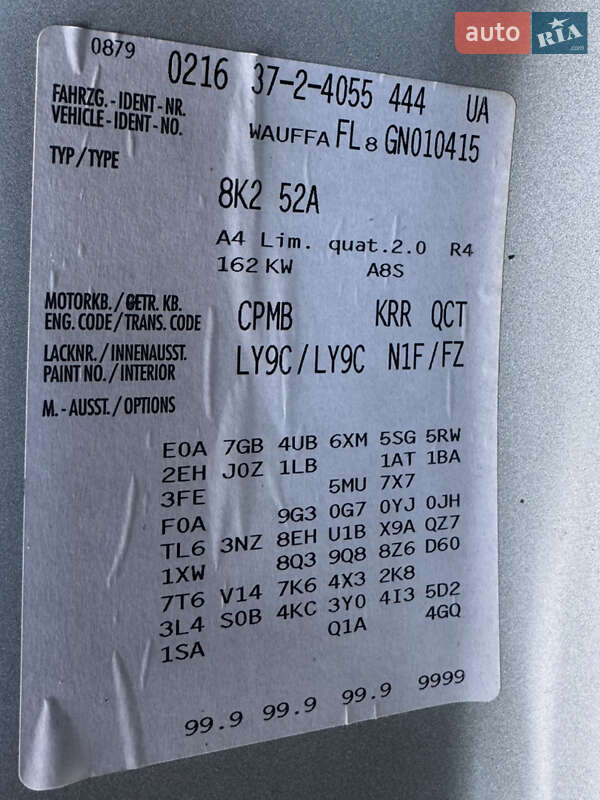 auto RIA .com
0879
0216 37-2-4055 444 UA
FAHRZG.-IDENT-NR.
VEHICLE-IDENT-NO.
WAUFFAFL8GN010415
TYP/TYPE
8K2 52A
A4 Lim. quat.2.0 R4
162 KW A8S
MOTORKB./GETR. KB.
ENG. CODE/TRANS. CODE
CPMB KRR QCT
LACKNR./INNENAUSST.
PAINT NO./INTERIOR
LY9C/LY9C N1F/FZ
M.-AUSST./OPTIONS
E0A 7GB 4UB 6XM 5SG 5RW
2EH J0Z 1LB 1AT 1BA
3FE 5MU 7X7
F0A 9G3 0G7 0YJ 0JH
TL6 3NZ 8EH U1B X9A QZ7
1XW 8Q3 9Q8 8Z6 D60
7T6 V14 7K6 4X3 2K8
3L4 S0B 4KC 3Y0 4I3 5D2
1SA Q1A 4GQ
99.9 99.9 99.9 9999